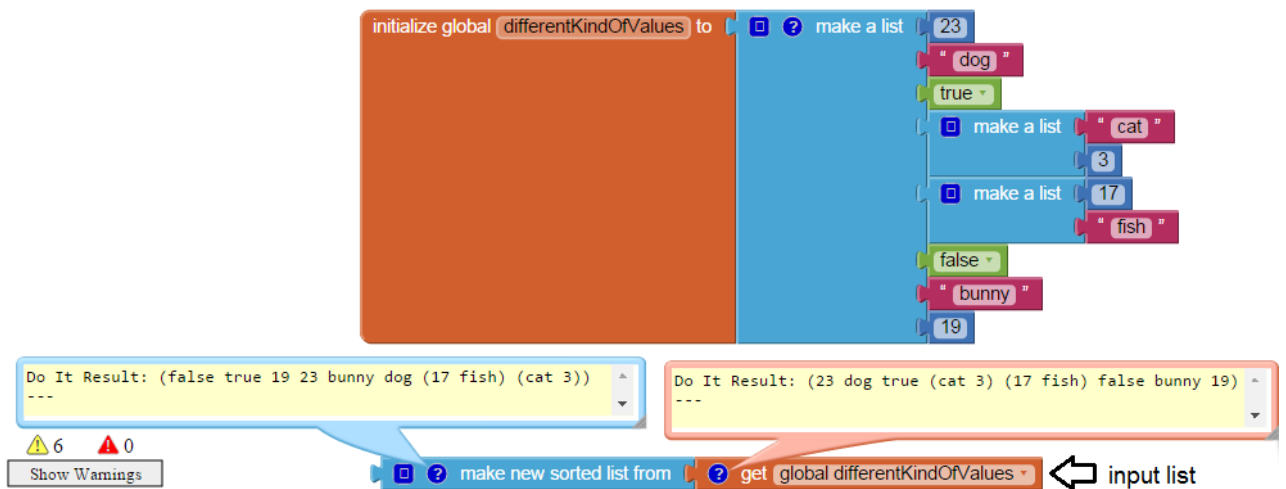 initialize global differentKindOfValues to ? make a list 23
" dog "
true
make a list " cat "
3
make a list 17
" fish "
false
" bunny "
19
Do It Result: (false true 19 23 bunny dog (17 fish) (cat 3))
---
Do It Result: (23 dog true (cat 3) (17 fish) false bunny 19)
---
6 0
Show Warnings
? make new sorted list from ? get global differentKindOfValues input list